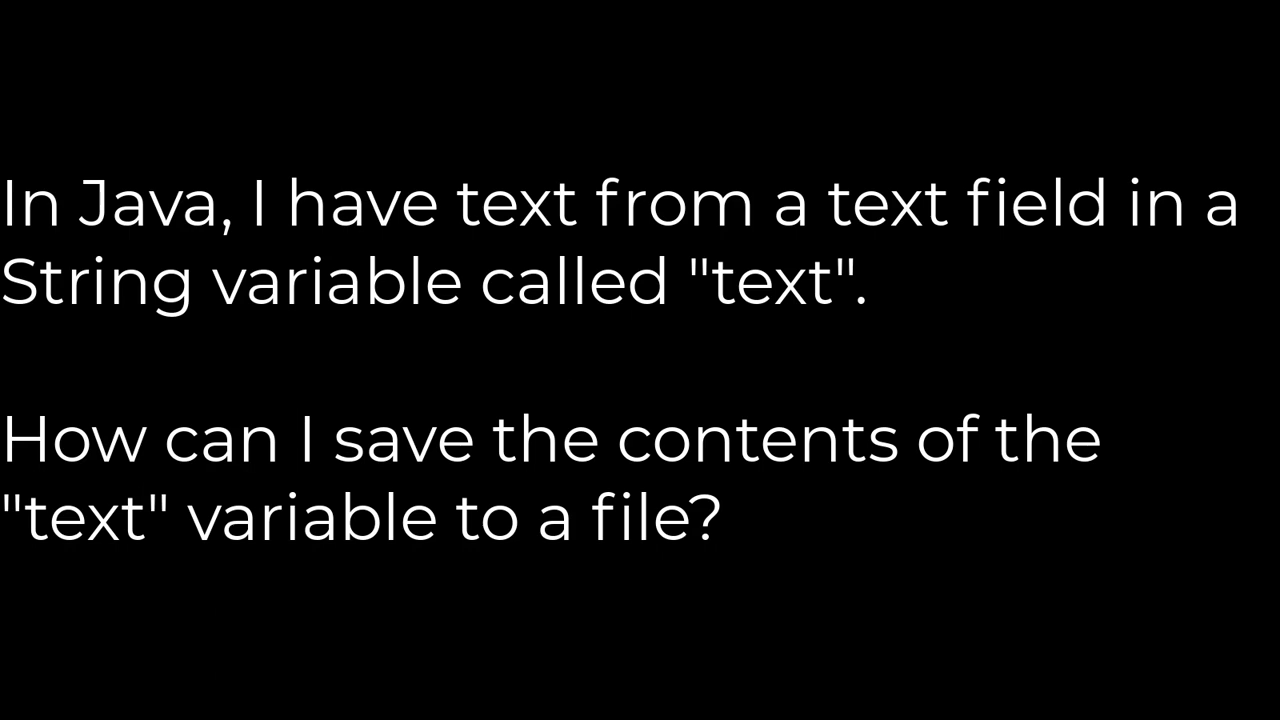 In Java, I have text from a text field in a
String variable called "text".
How can I save the contents of the
"text" variable to a file?